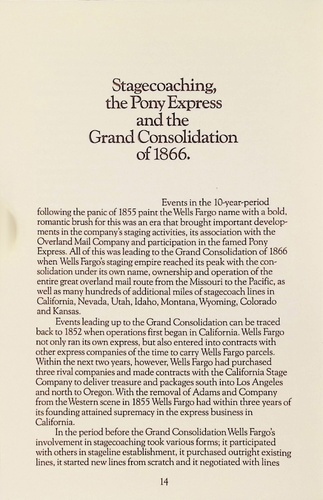 Stagecoaching,
the Pony Express
and the
Grand Consolidation
of 1866.
Events in the 10-year-period
following the panic of 1855 paint the Wells Fargo name with a bold,
romantic brush for this was an era that brought important develop-
ments in the company's staging activities, its association with the
Overland Mail Company and participation in the famed Pony
Express. All of this was leading to the Grand Consolidation of 1866
when Wells Fargo's staging empire reached its peak with the con-
solidation under its own name, ownership and operation of the
entire great overland mail route from the Missouri to the Pacific, as
well as many hundreds of additional miles of stagecoach lines in
California, Nevada, Utah, Idaho, Montana, Wyoming, Colorado
and Kansas.
Events leading up to the Grand Consolidation can be traced
back to 1852 when operations first began in California. Wells Fargo
not only ran its own express, but also entered into contracts with
other express companies of the time to carry Wells Fargo parcels.
Within the next two years, however, Wells Fargo had purchased
three rival companies and made contracts with the California Stage
Company to deliver treasure and packages south into Los Angeles
and north to Oregon. With the removal of Adams and Company
from the Western scene in 1855 Wells Fargo had within three years of
its founding attained supremacy in the express business in
California.
In the period before the Grand Consolidation Wells Fargo's
involvement in stagecoaching took various forms; it participated
with others in stageline establishment, it purchased outright existing
lines, it started new lines from scratch and it negotiated with lines
14